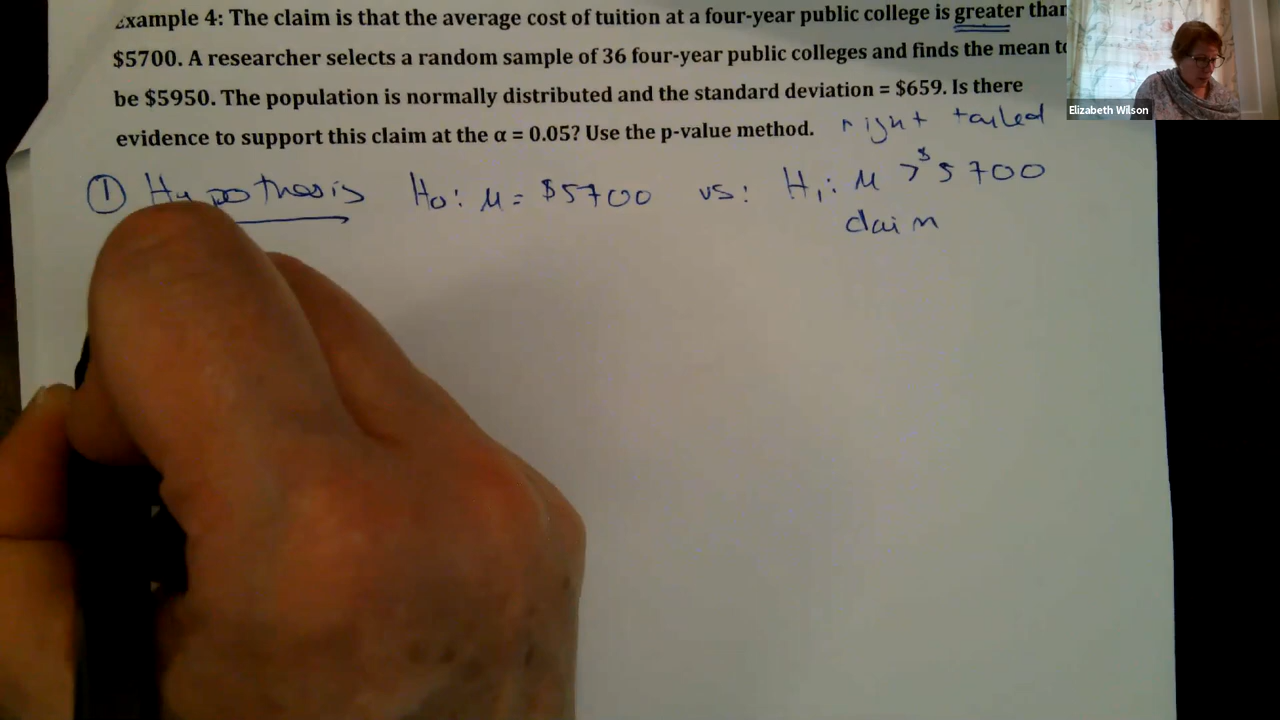 Example 4: The claim is that the average cost of tuition at a four-year public college is greater than
$5700. A researcher selects a random sample of 36 four-year public colleges and finds the mean to
be $5950. The population is normally distributed and the standard deviation = $659. Is there
evidence to support this claim at the α = 0.05? Use the p-value method.
right tailed
① Hypothesis H₀: μ = $5700 vs: H₁: μ > $5700
claim
Elizabeth Wilson